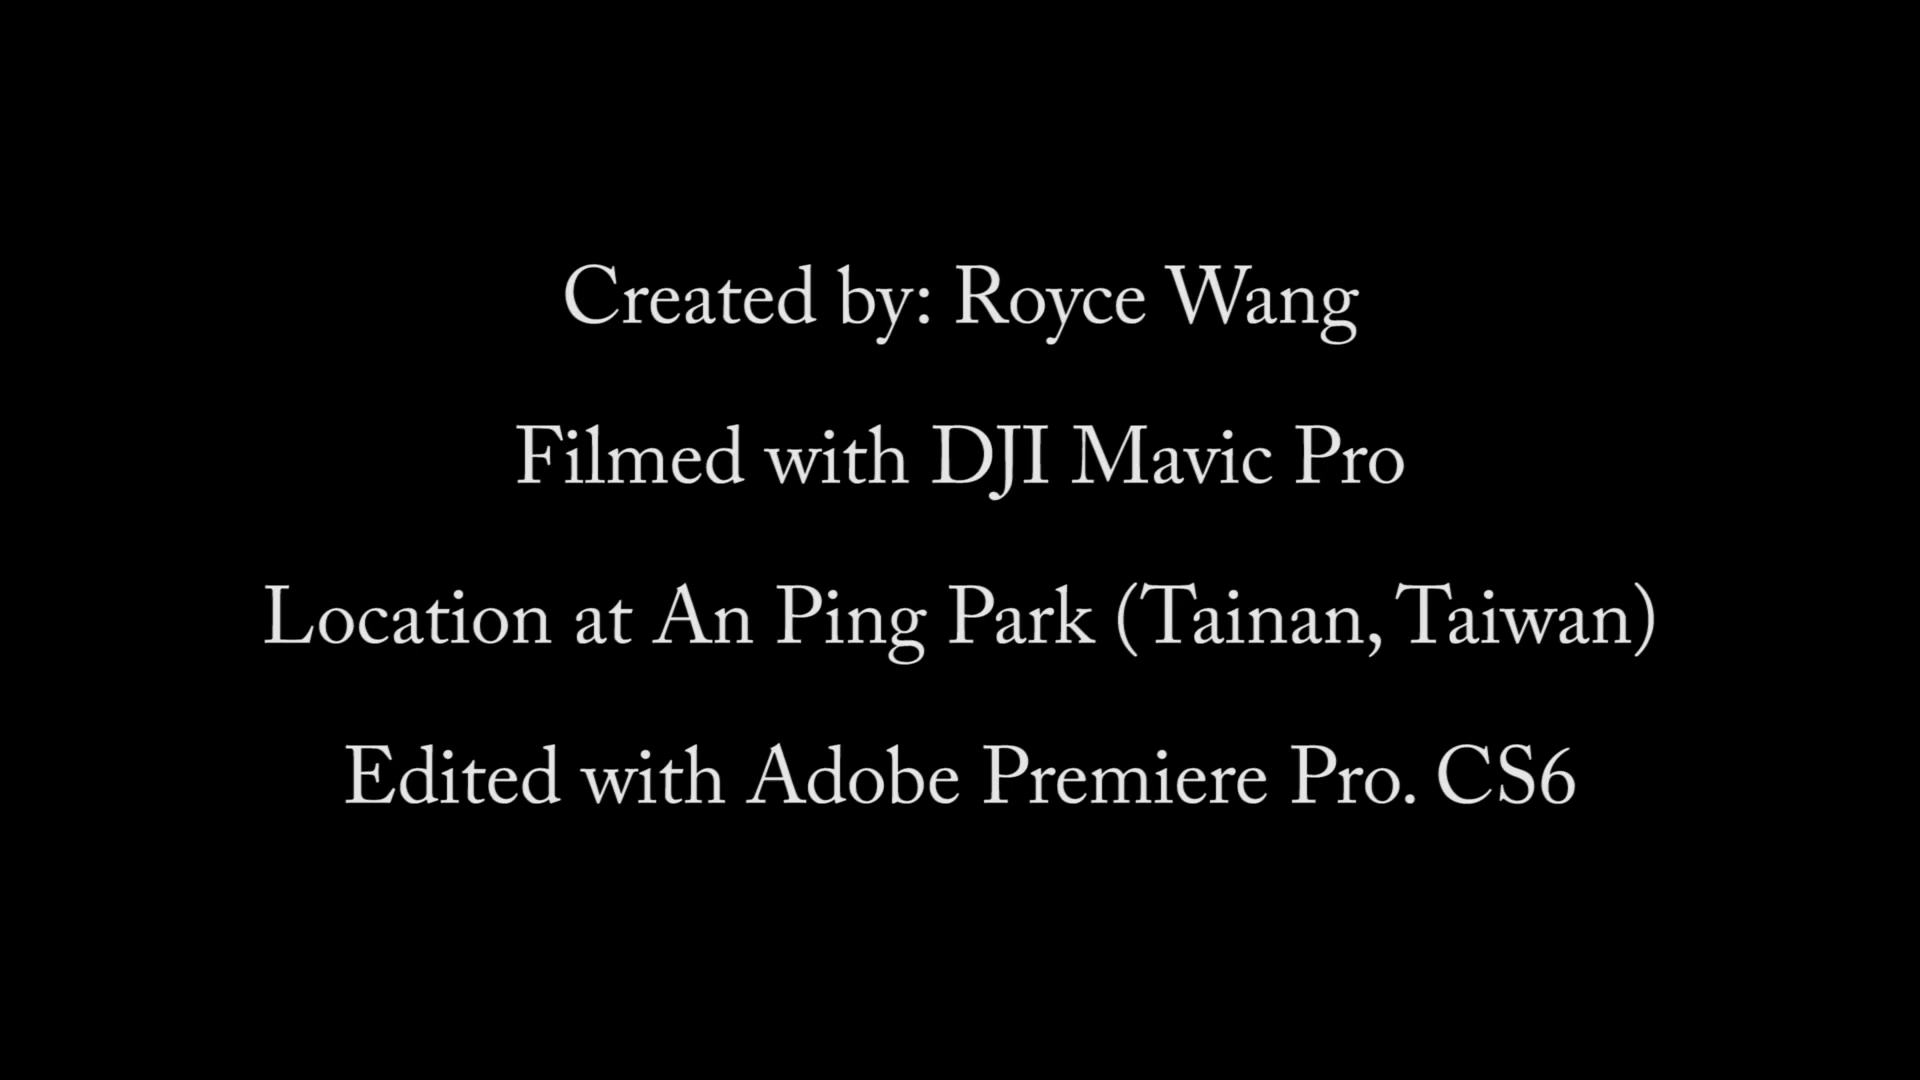 Created by: Royce Wang
Filmed with DJI Mavic Pro
Location at An Ping Park (Tainan, Taiwan)
Edited with Adobe Premiere Pro. CS6